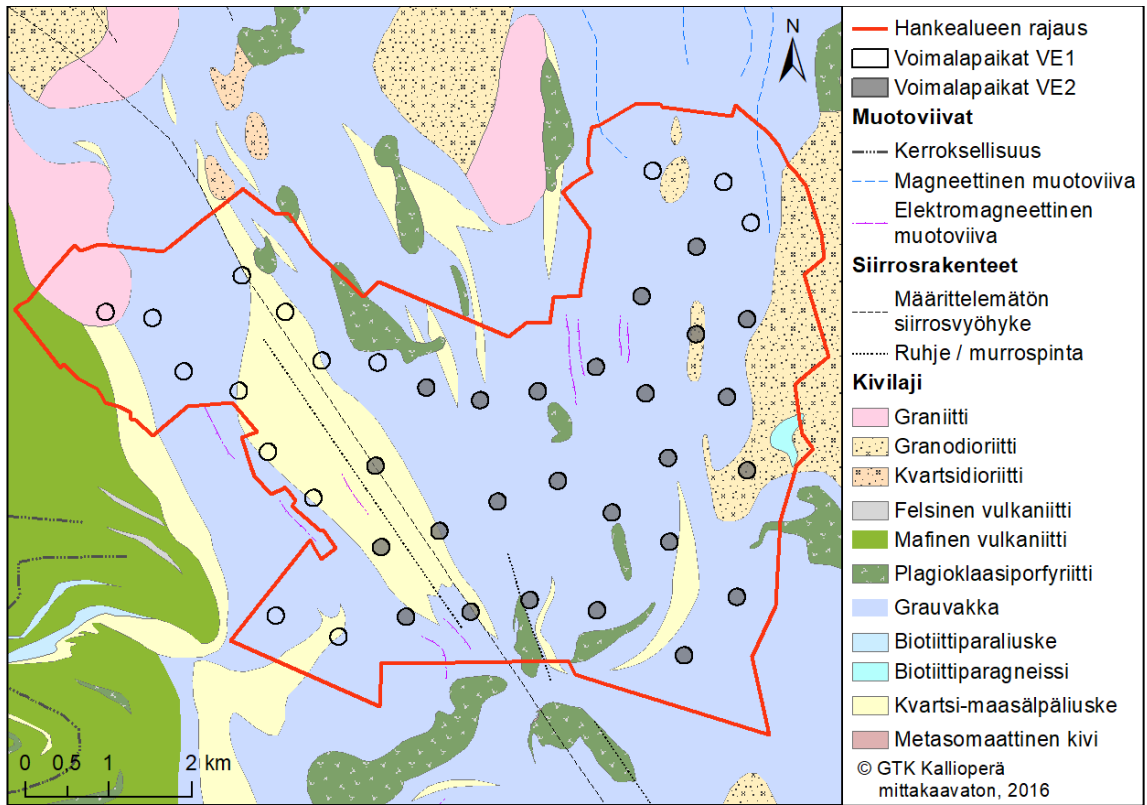 N
0 0.5 1 2 km
Hankealueen rajaus
Voimalapaikat VE1
Voimalapaikat VE2
Muotoviivat
Kerroksellisuus
Magneettinen muotoviiva
Elektromagneettinen
muotoviiva
Siirrosrakenteet
Määrittelemätön
siirrosvyöhyke
Ruhje / murrospinta
Kivilaji
Graniitti
Granodioriitti
Kvartsidioriitti
Felsinen vulkaniitti
Mafinen vulkaniitti
Plagioklaasiporfyriitti
Grauvakka
Biotiittiparaliuske
Biotiittiparagneissi
Kvartsi-maasälpäliuske
Metasomaattinen kivi
© GTK Kallioperä
mittakaavaton, 2016